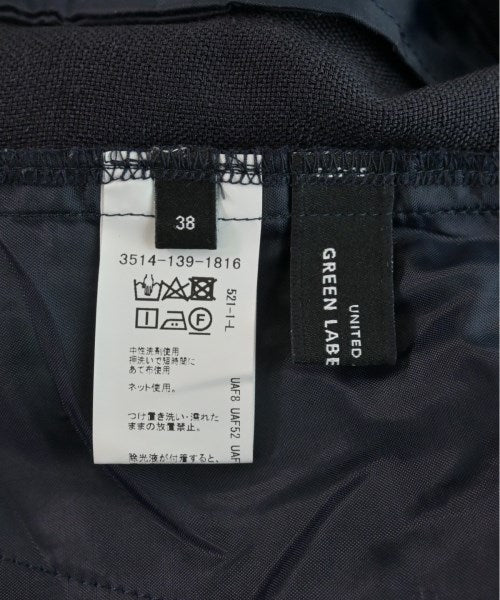 38
3514-139-1816
521-1-L
中性洗剤使用
押洗いで短時間に
あて布使用
ネット使用。
つけ置き洗い・濡れた
ままの放置禁止。
除光液が付着すると、
UAF8 UAF52 UAF
UNITED
GREEN LABE